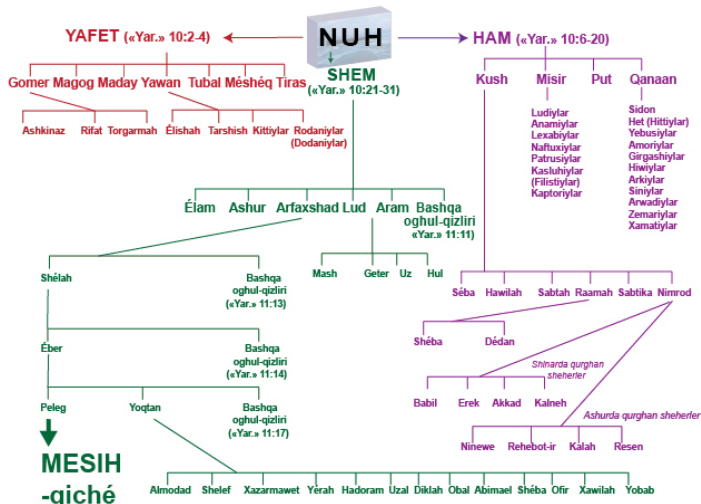 NUH
YAFET («Yar.» 10:2-4)
HAM («Yar.» 10:6-20)
SHEM
(«Yar.» 10:21-31)
Gomer Magog Maday Yawan Tubal Méshéq Tiras
Kush Misir Put Qanaan
Ashkinaz Rifat Torgarmah Élishah Tarshish Kittiylar Rodaniylar
(Dodaniylar)
Ludiylar
Anamiylar
Lexabiylar
Naftuxiylar
Patrusiylar
Kasluhiylar
(Filistiylar)
Kaptoriylar
Sidon
Het (Hittiylar)
Yebusiylar
Amoriylar
Girgashiylar
Hiwiylar
Arkiylar
Siniylar
Arwadiylar
Zemariylar
Xamatiylar
Élam Ashur Arfaxshad Lud Aram Bashqa
oghul-qizliri
(«Yar.» 11:11)
Mash Geter Uz Hul
Shélah Bashqa
oghul-qizliri
(«Yar.» 11:13)
Séba Hawilah Sabtah Raamah Sabtika Nimrod
Shéba Dédan
Éber Bashqa
oghul-qizliri
(«Yar.» 11:14)
Shinarda qurghan
sheherler
Babil Erek Akkad Kalneh
Peleg Yoqtan Bashqa
oghul-qizliri
(«Yar.» 11:17)
Ashurda qurghan sheherler
Ninewe Rehebot-ir Kalah Resen
MESIH
-giché
Almodad Shelef Xazarmawet Yérah Hadoram Uzal Diklah Obal Abimael Shéba Ofir Xawilah Yobab